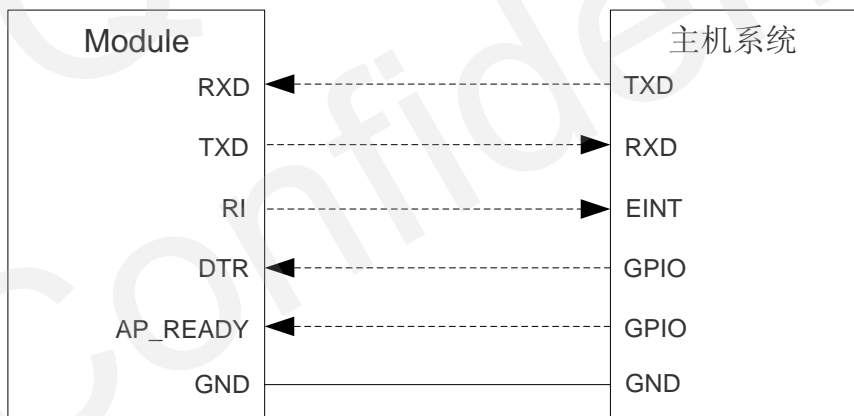 Module
主机系统
RXD
TXD
TXD
RXD
RI
EINT
DTR
GPIO
AP_READY
GPIO
GND
GND